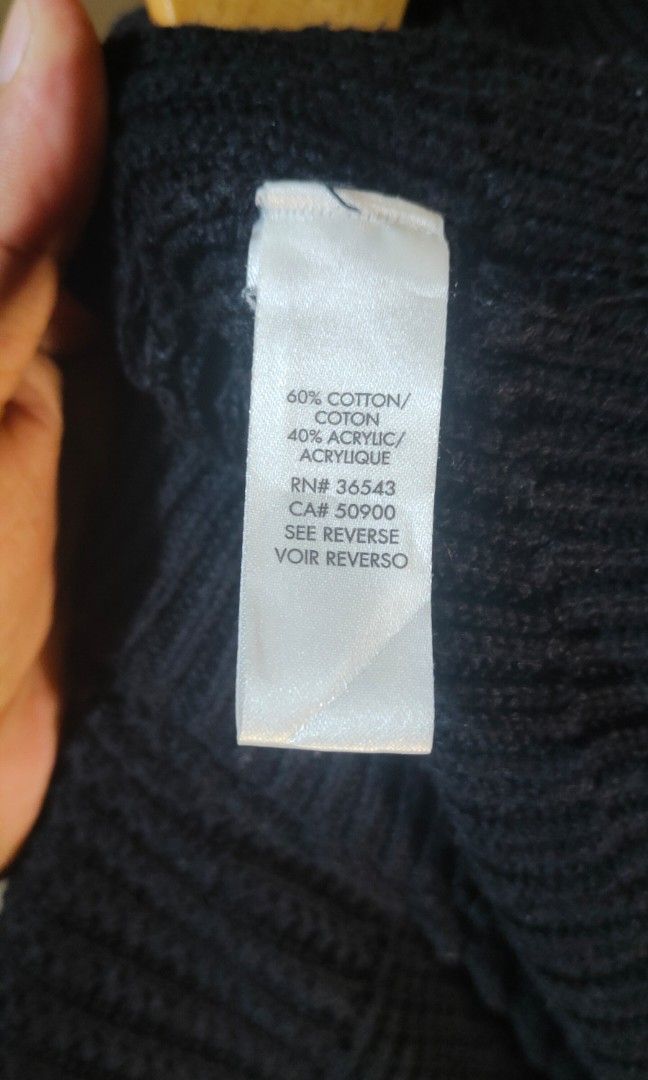 60% COTTON/
COTON
40% ACRYLIC/
ACRYLIQUE
RN# 36543
CA# 50900
SEE REVERSE
VOIR REVERSO